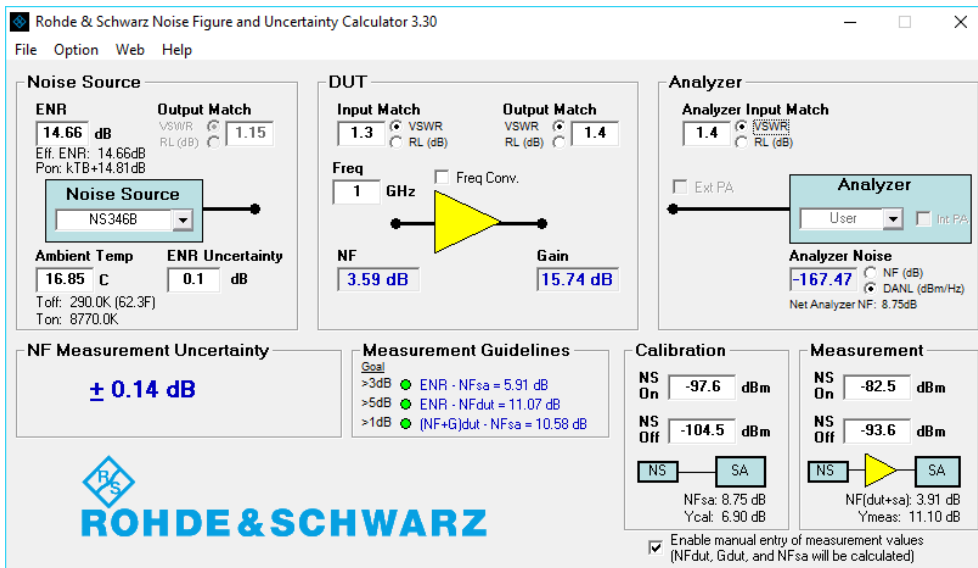 Rohde & Schwarz Noise Figure and Uncertainty Calculator 3.30
File Option Web Help
Noise Source
ENR
14.66 dB
Output Match
VSWR
RL (dB)
1.15
Eff. ENR: 14.66dB
Pon: kTB+14.81dB
Noise Source
NS346B
Ambient Temp
16.85 C
ENR Uncertainty
0.1 dB
Toff: 290.0K (62.3F)
Ton: 8770.0K
DUT
Input Match
1.3
VSWR
RL (dB)
Output Match
VSWR
RL (dB)
1.4
Freq
1 GHz
Freq Conv.
NF
3.59 dB
Gain
15.74 dB
Analyzer
Analyzer Input Match
1.4
VSWR
RL (dB)
Ext PA
Analyzer
User
Int PA
Analyzer Noise
-167.47
NF (dB)
DANL (dBm/Hz)
Net Analyzer NF: 8.75dB
NF Measurement Uncertainty
± 0.14 dB
Measurement Guidelines
Goal
>3dB ENR - NFsa = 5.91 dB
>5dB ENR - NFdut = 11.07 dB
>1dB (NF+G)dut - NFsa = 10.58 dB
Calibration
NS On -97.6 dBm
NS Off -104.5 dBm
NS SA
NFsa: 8.75 dB
Ycal: 6.90 dB
Measurement
NS On -82.5 dBm
NS Off -93.6 dBm
NS SA
NF(dut+sa): 3.91 dB
Ymeas: 11.10 dB
R S
ROHDE & SCHWARZ
Enable manual entry of measurement values
(NFdut, Gdut, and NFsa will be calculated)